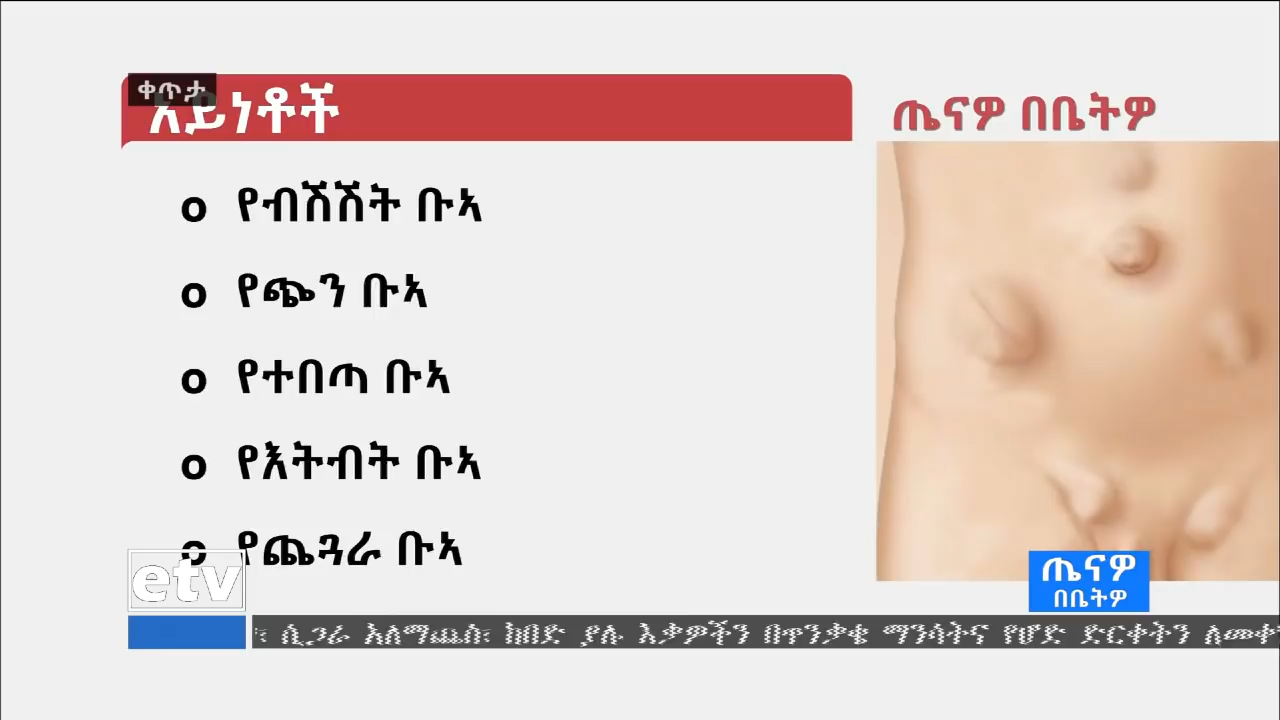 ቀጥታ
አይነቶች
ጤናዎ በቤትዎ
o የብሽሽት ቡኣ
o የጭን ቡኣ
o የተበጣ ቡኣ
o የእትብት ቡኣ
o የጨጓራ ቡኣ
etv
ጤናዎ
በቤትዎ
፣ ሲጋራ አለማጨስ፣ ከበድ ያሉ እቃዎችን በጥንቃቄ ማንሳትና የሆድ ድርቀትን